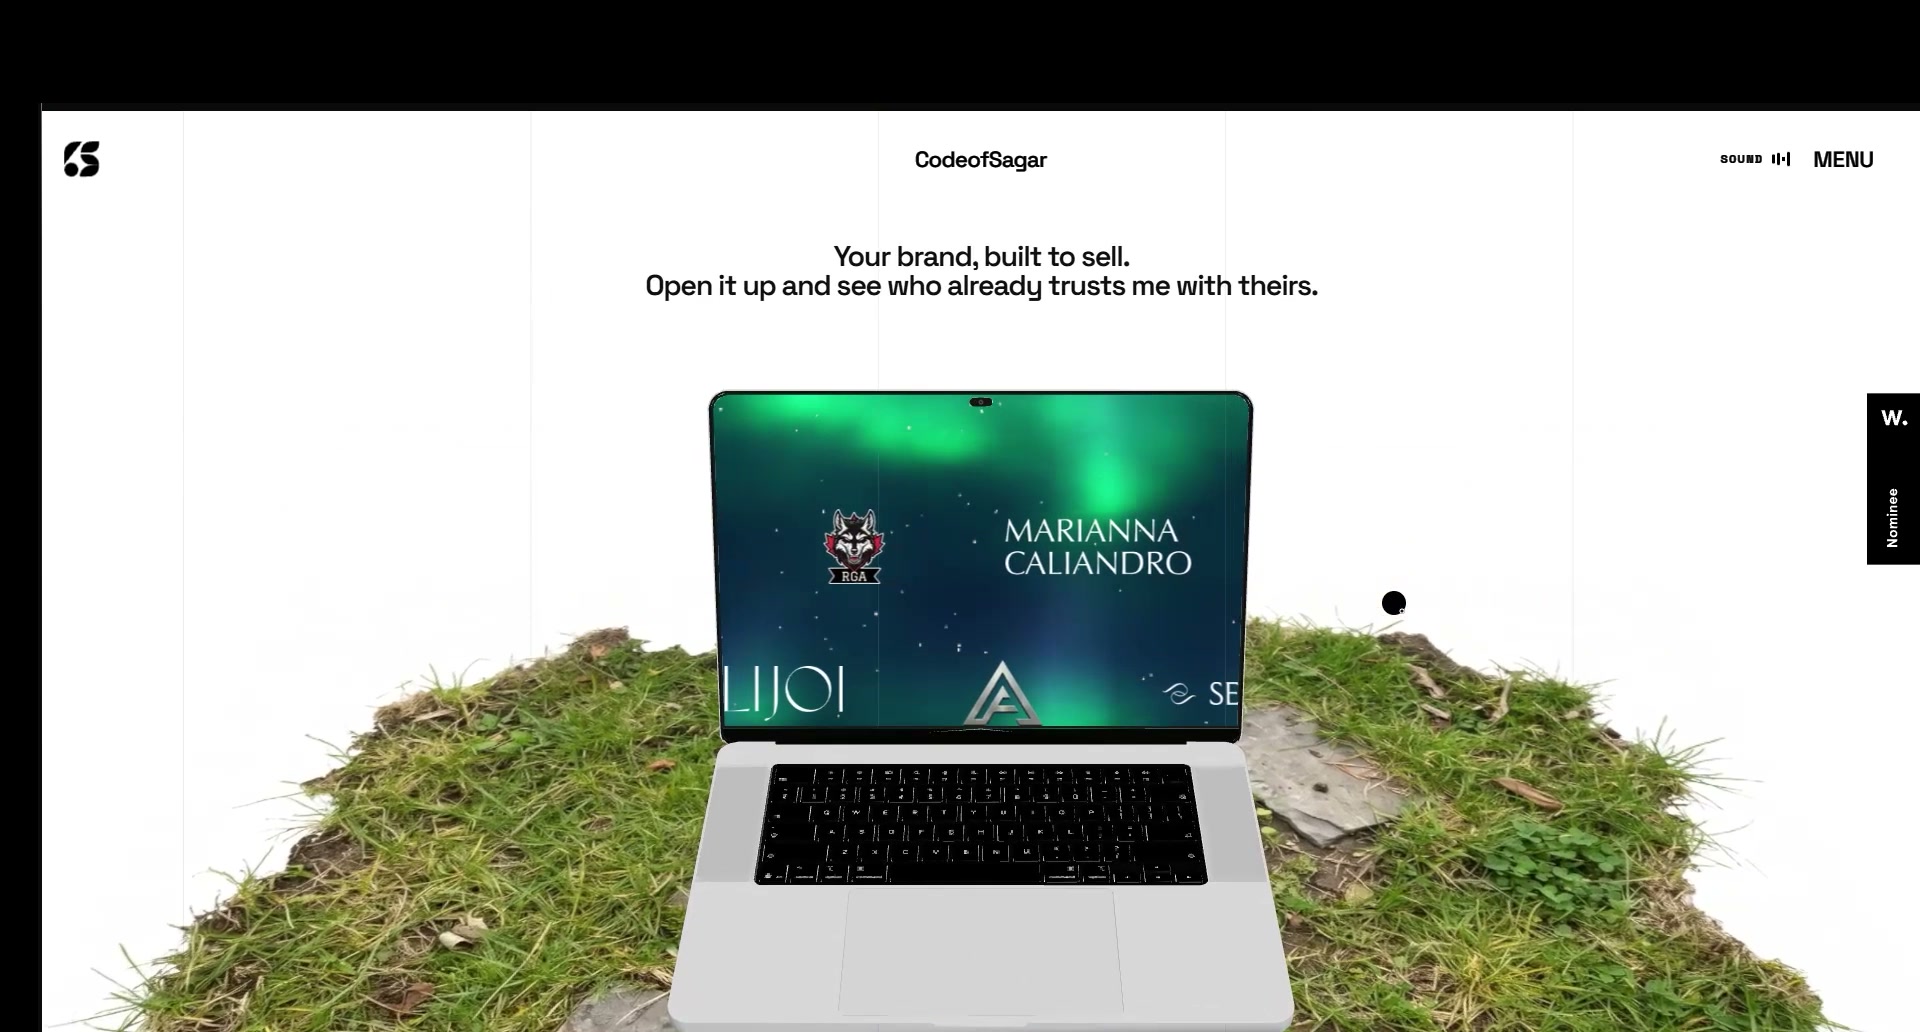 CodeofSagar
SOUND
MENU
Your brand, built to sell.
Open it up and see who already trusts me with theirs.
W.
Nominee
RGA
MARIANNA
CALIANDRO
LIJOI
SE